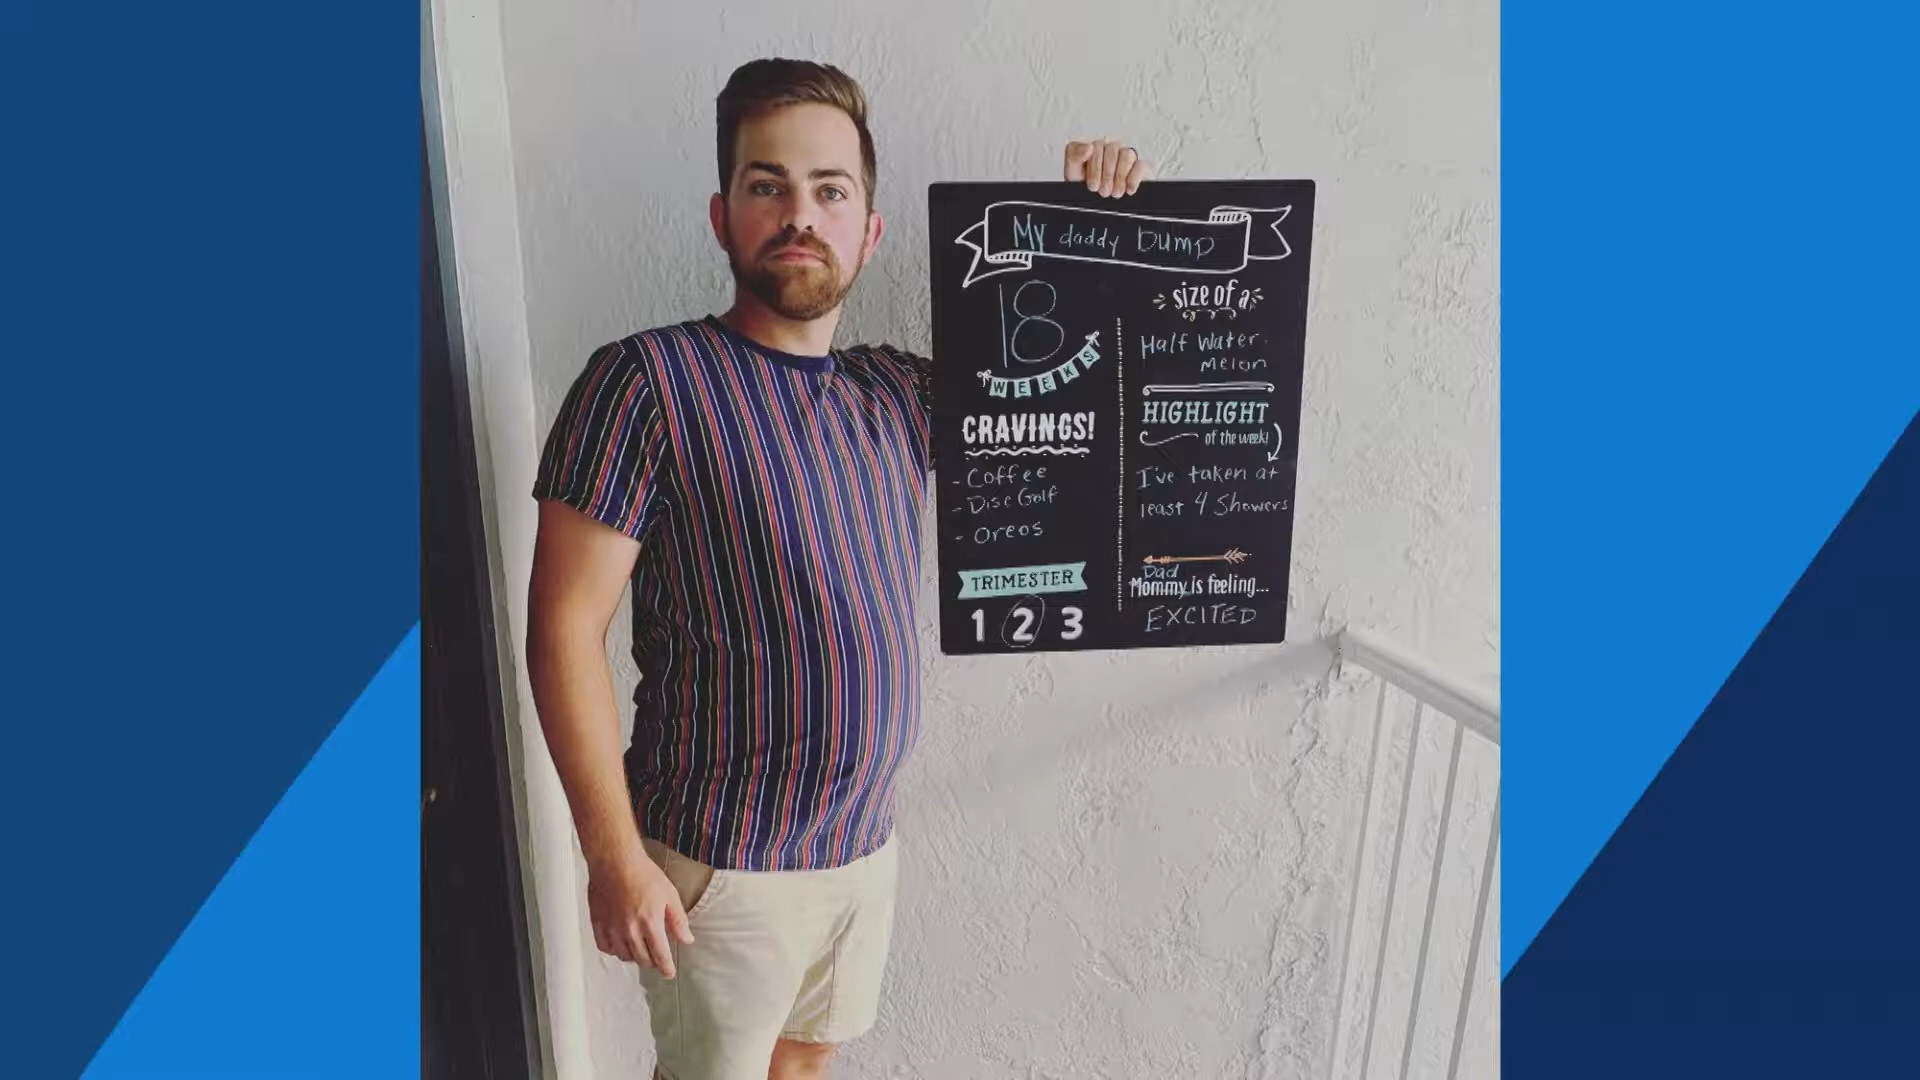 My daddy bump
18
WEEKS
CRAVINGS!
- Coffee
- Disc Golf
- Oreos
TRIMESTER
1 2 3
size of a
Half Water
Melon
HIGHLIGHT
of the week!
I've taken at
least 4 Showers
Dad
Mommy is feeling...
EXCITED